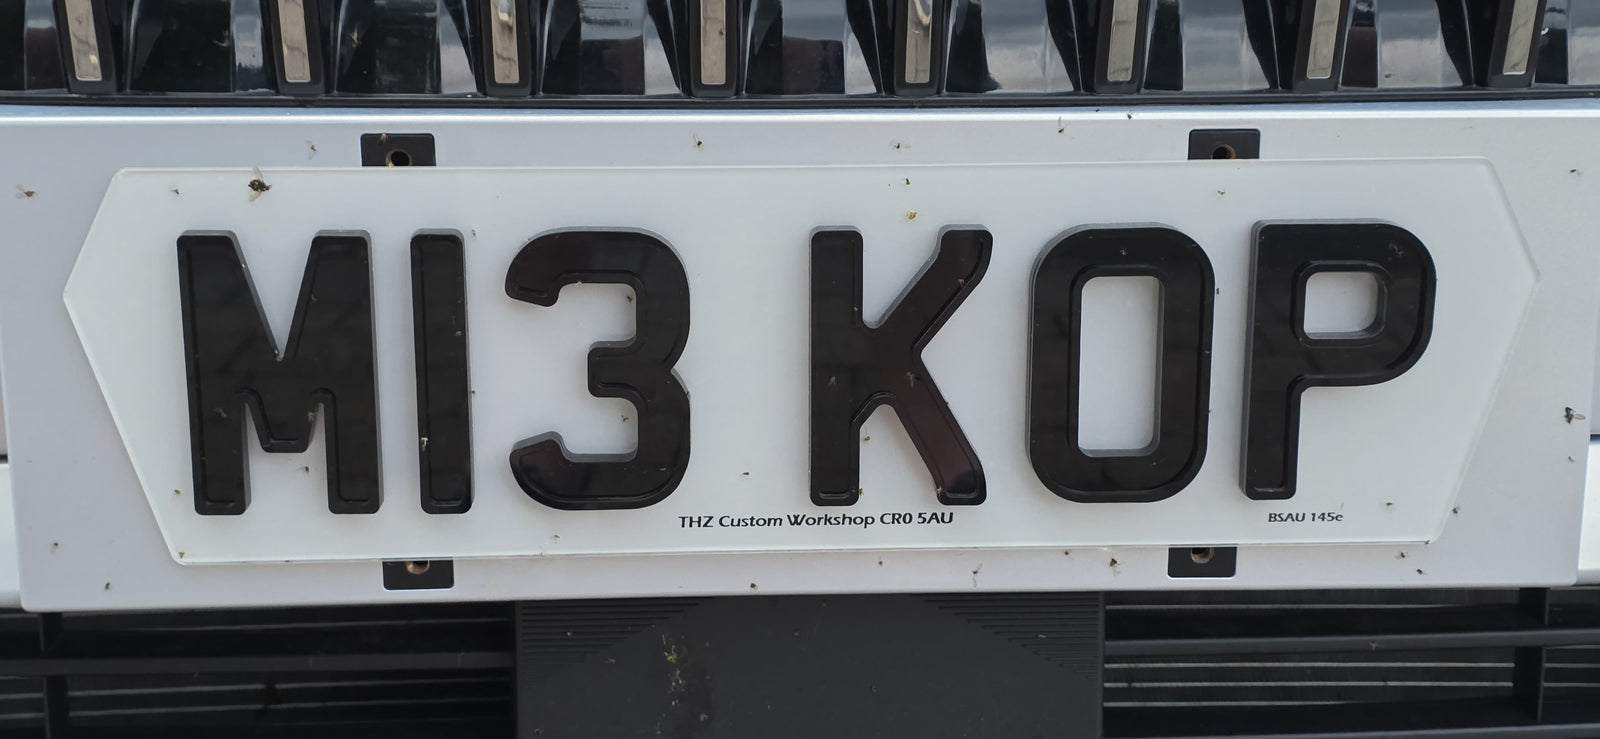 M13 KOP
THZ Custom Workshop CR0 5AU
BSAU 145e